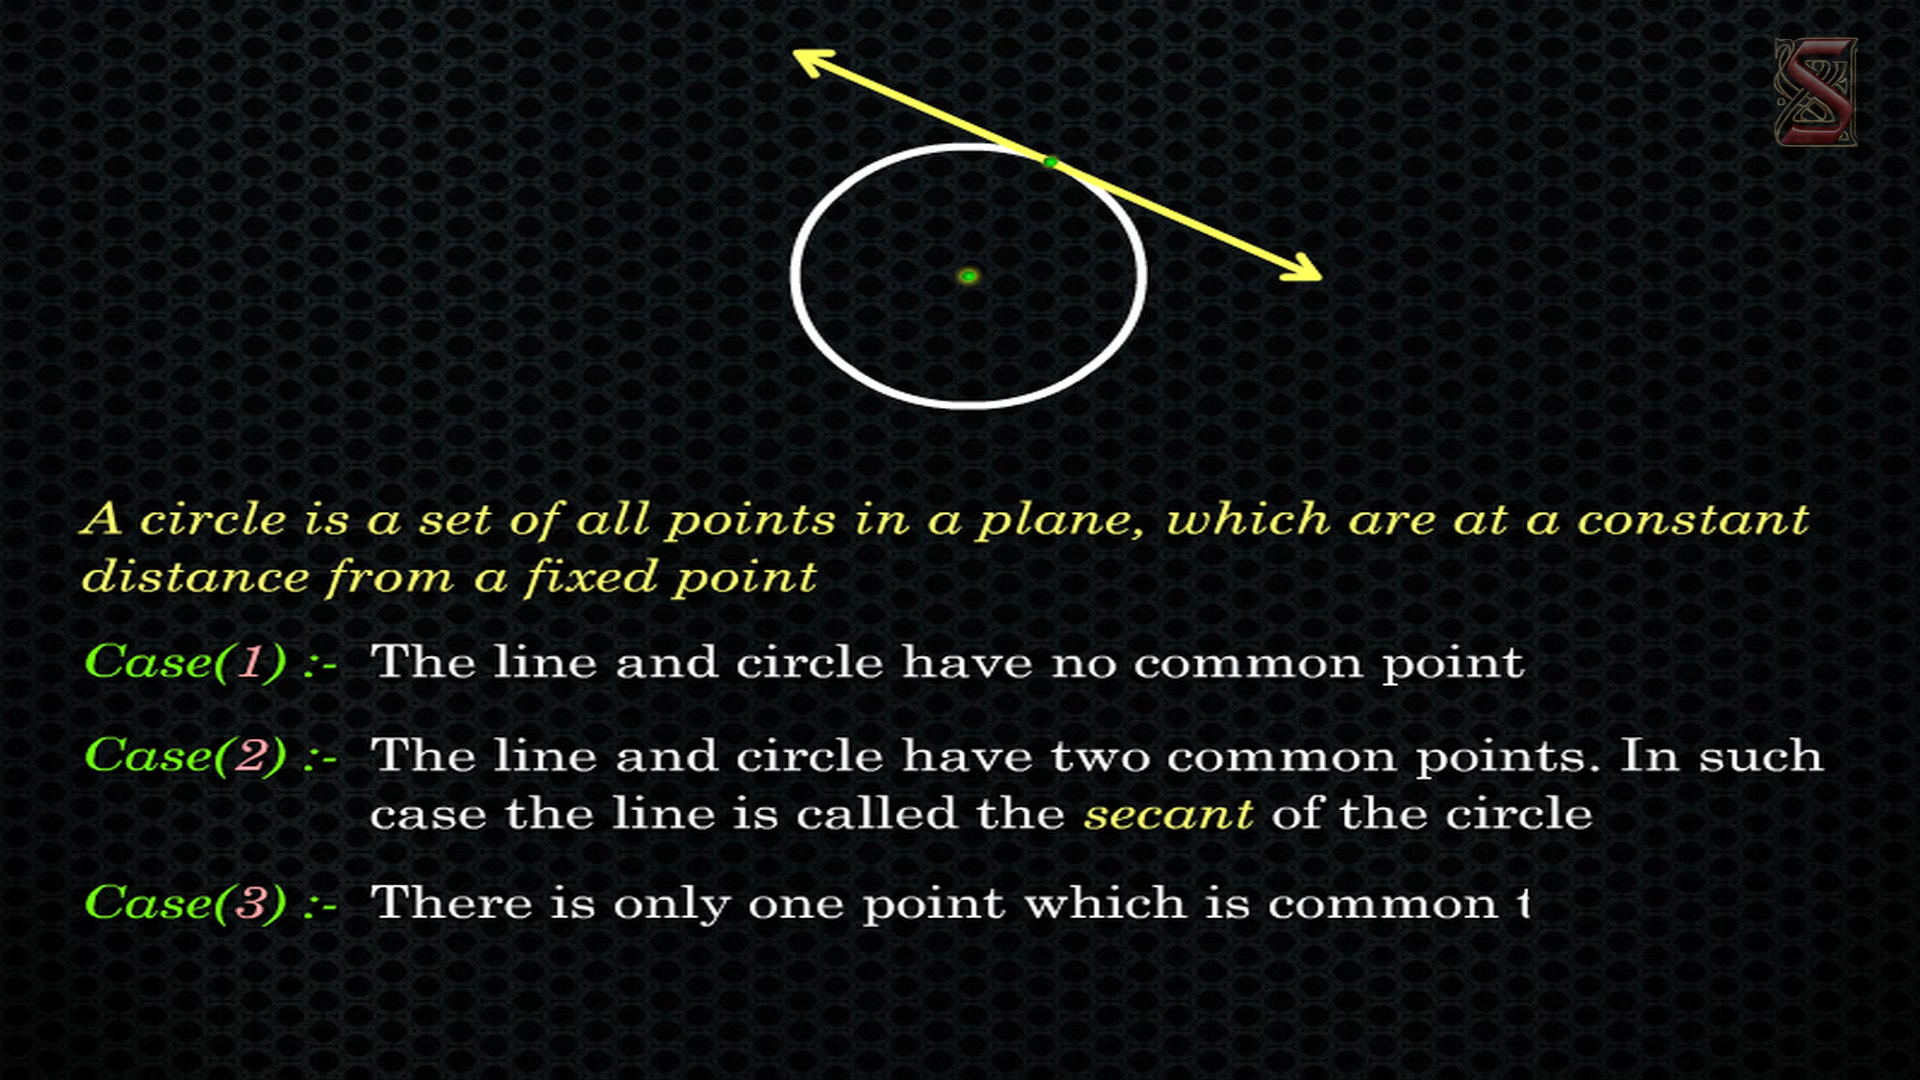 A circle is a set of all points in a plane, which are at a constant
distance from a fixed point
Case(1) :- The line and circle have no common point
Case(2) :- The line and circle have two common points. In such
case the line is called the secant of the circle
Case(3) :- There is only one point which is common t
S